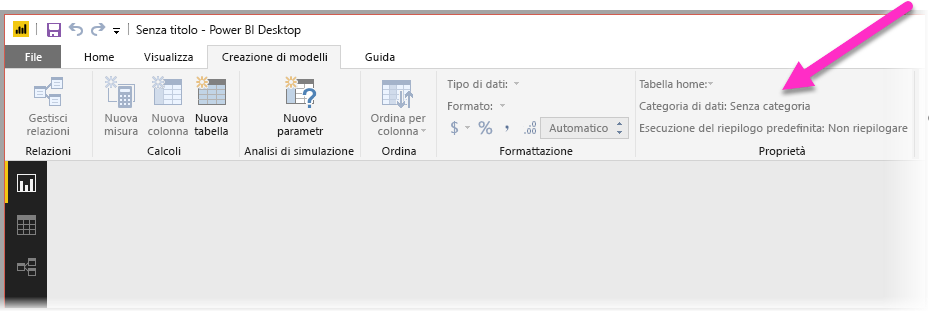 Senza titolo - Power BI Desktop
File Home Visualizza Creazione di modelli Guida
Gestisci
relazioni
Relazioni
Nuova
misura
Nuova
colonna
Nuova
tabella
Calcoli
Nuovo
parametr
Analisi di simulazione
Ordina per
colonna
Ordina
Tipo di dati:
Formato:
$ % , .00 Automatico
Formattazione
Tabella home:
Categoria di dati: Senza categoria
Esecuzione del riepilogo predefinita: Non riepilogare
Proprietà